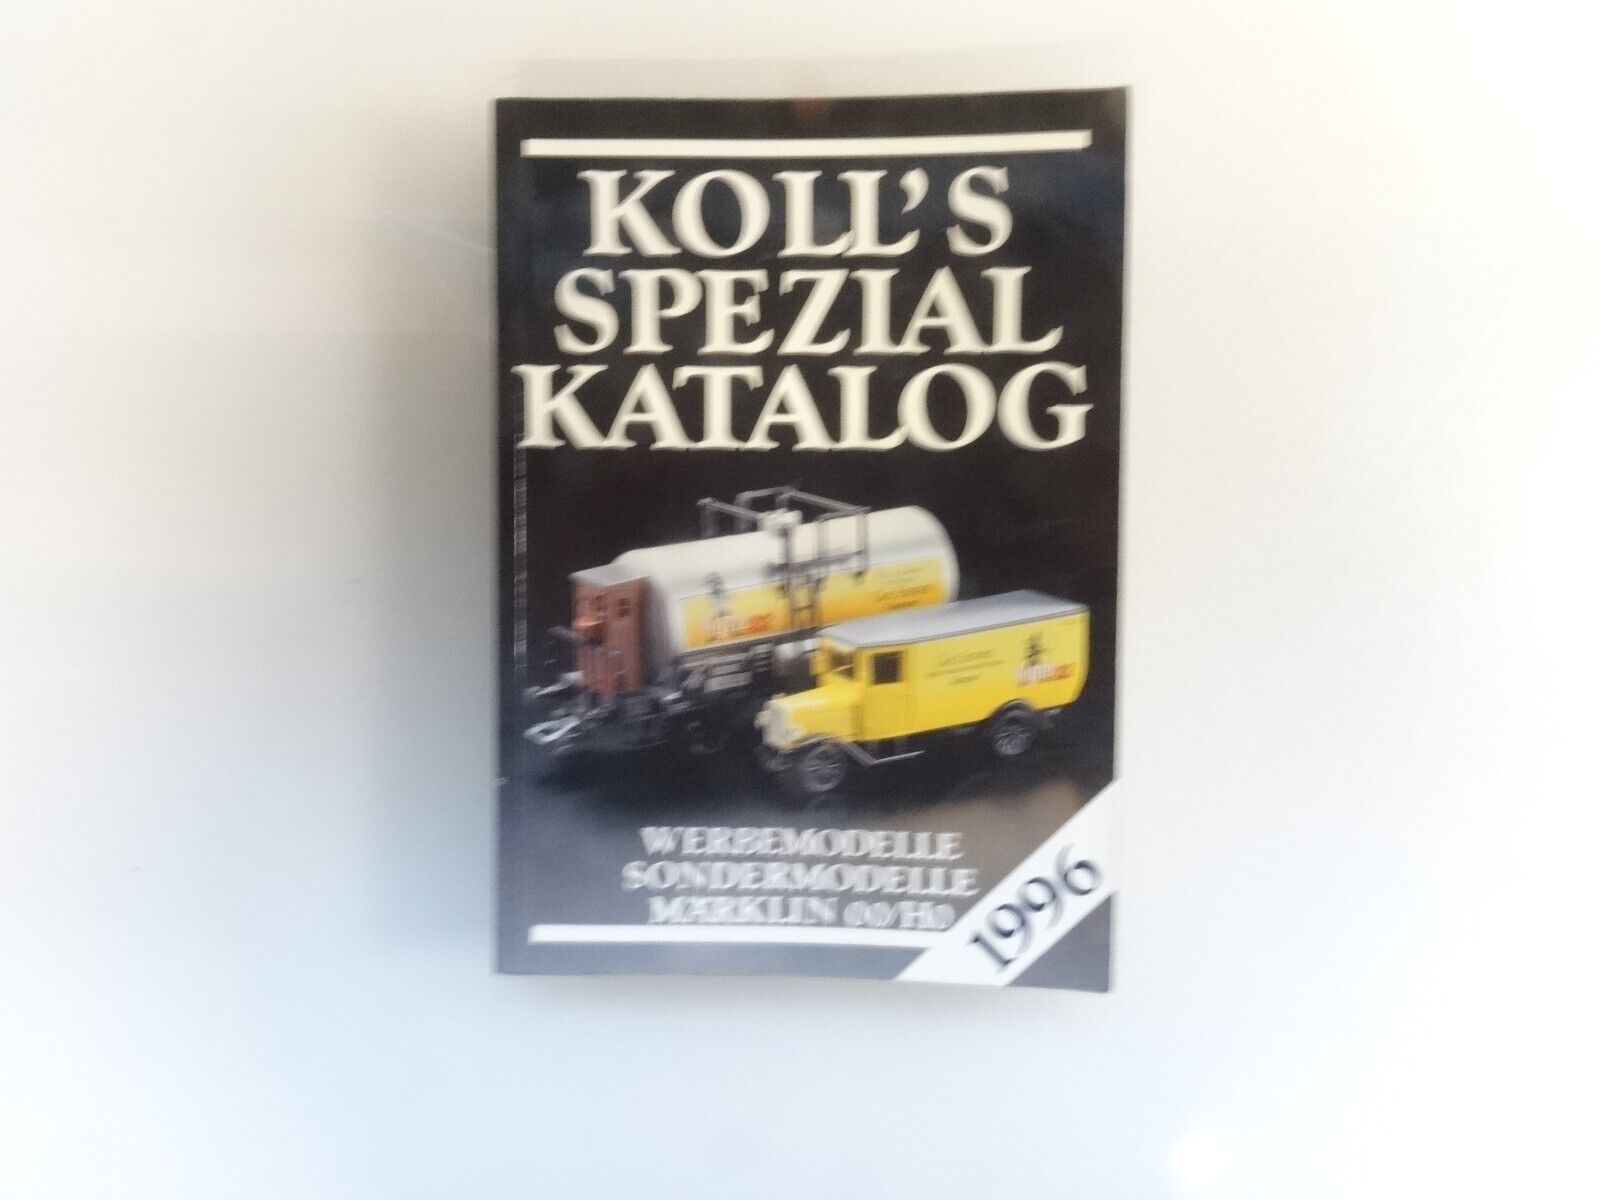 KOLL'S
SPEZIAL
KATALOG
WERBEMODELLE
SONDERMODELLE
MÄRKLIN 00/H0
1996